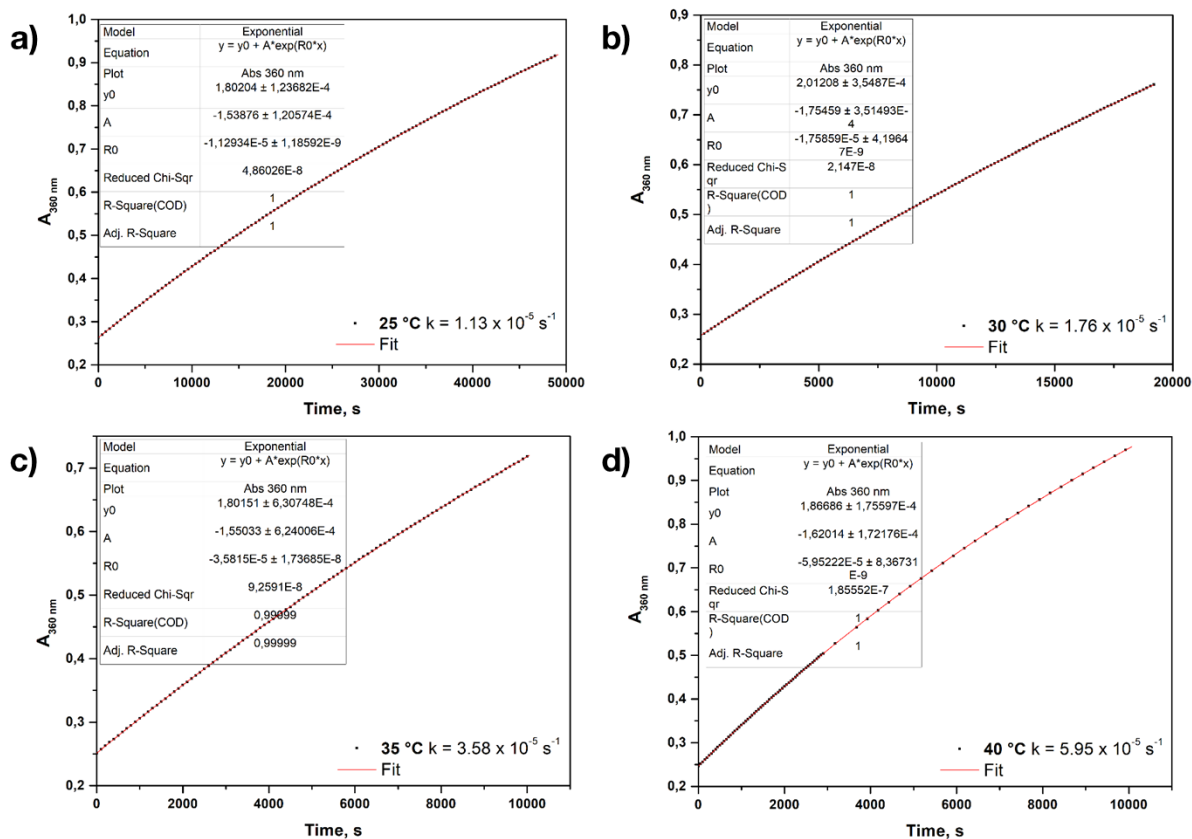 a)
1,0
0,9
0,8
0,7
0,6
0,5
0,4
0,3
0,2
A360 nm
Model Exponential
Equation y = y0 + A*exp(R0*x)
Plot Abs 360 nm
y0 1,80204 ± 1,23682E-4
A -1,53876 ± 1,20574E-4
R0 -1,12934E-5 ± 1,18592E-9
Reduced Chi-Sqr 4,86026E-8
R-Square(COD) 1
Adj. R-Square 1
25 °C k = 1.13 x 10-5 s-1
Fit
0 10000 20000 30000 40000 50000
Time, s
b)
0,9
0,8
0,7
0,6
0,5
0,4
0,3
0,2
A360 nm
Model Exponential
Equation y = y0 + A*exp(R0*x)
Plot Abs 360 nm
y0 2,01208 ± 3,5487E-4
A -1,75459 ± 3,51493E-
4
R0 -1,75859E-5 ± 4,1964
7E-9
Reduced Chi-S 2,147E-8
qr
R-Square(COD 1
)
Adj. R-Square 1
30 °C k = 1.76 x 10-5 s-1
Fit
0 5000 10000 15000 20000
Time, s
c)
0,7
0,6
0,5
0,4
0,3
0,2
A360 nm
Model Exponential
Equation y = y0 + A*exp(R0*x)
Plot Abs 360 nm
y0 1,80151 ± 6,30748E-4
A -1,55033 ± 6,24006E-4
R0 -3,5815E-5 ± 1,73685E-8
Reduced Chi-Sqr 9,2591E-8
R-Square(COD) 0,99999
Adj. R-Square 0,99999
35 °C k = 3.58 x 10-5 s-1
Fit
0 2000 4000 6000 8000 10000
Time, s
d)
1,0
0,9
0,8
0,7
0,6
0,5
0,4
0,3
0,2
A360 nm
Model Exponential
Equation y = y0 + A*exp(R0*x)
Plot Abs 360 nm
y0 1,86686 ± 1,75597E-4
A -1,62014 ± 1,72176E-4
R0 -5,95222E-5 ± 8,36731
E-9
Reduced Chi-S 1,85552E-7
qr
R-Square(COD 1
)
Adj. R-Square 1
40 °C k = 5.95 x 10-5 s-1
Fit
0 2000 4000 6000 8000 10000
Time, s